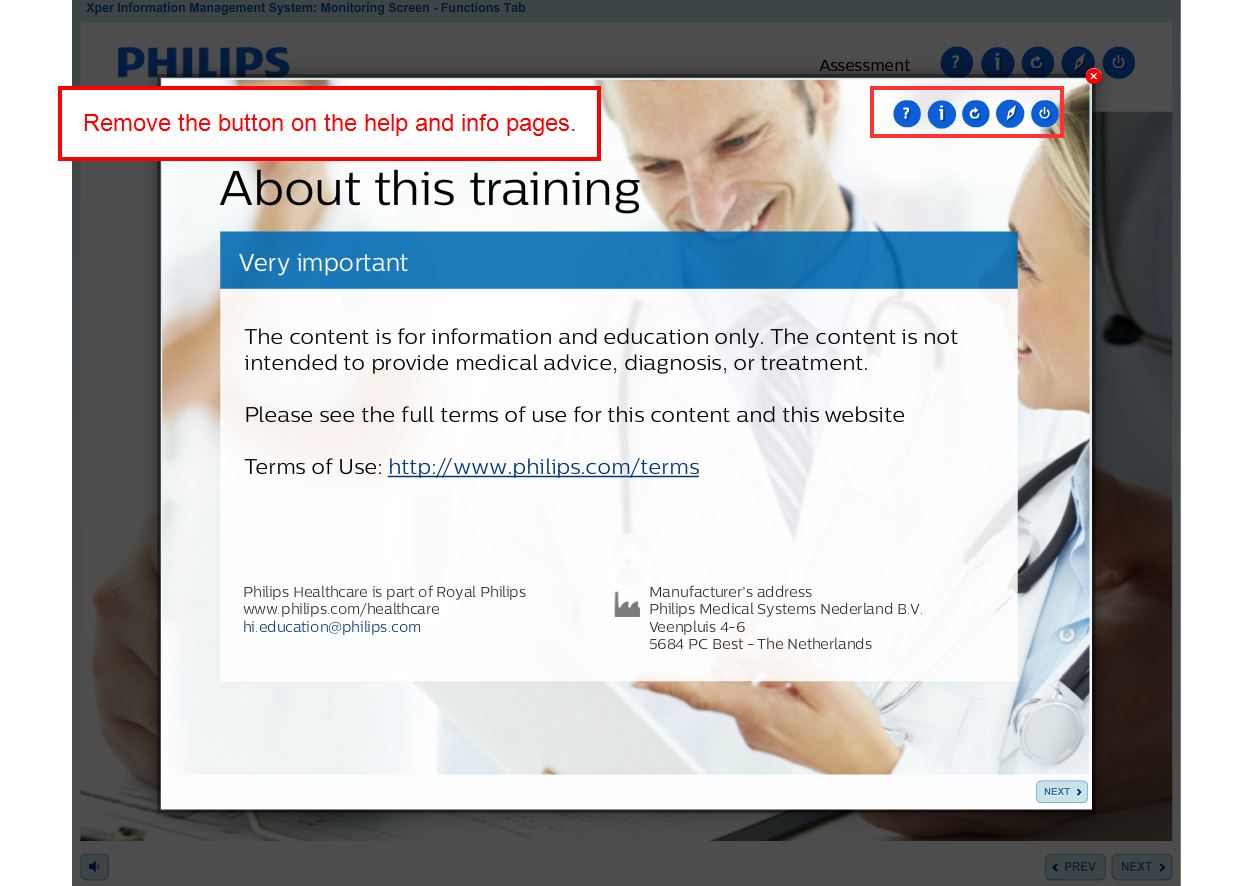 Xper Information Management System: Monitoring Screen - Functions Tab
PHILIPS
Assessment
Remove the button on the help and info pages.
About this training
Very important
The content is for information and education only. The content is not
intended to provide medical advice, diagnosis, or treatment.
Please see the full terms of use for this content and this website
Terms of Use: http://www.philips.com/terms
Philips Healthcare is part of Royal Philips
www.philips.com/healthcare
hi.education@philips.com
Manufacturer's address
Philips Medical Systems Nederland B.V.
Veenpluis 4-6
5684 PC Best - The Netherlands
NEXT
PREV
NEXT